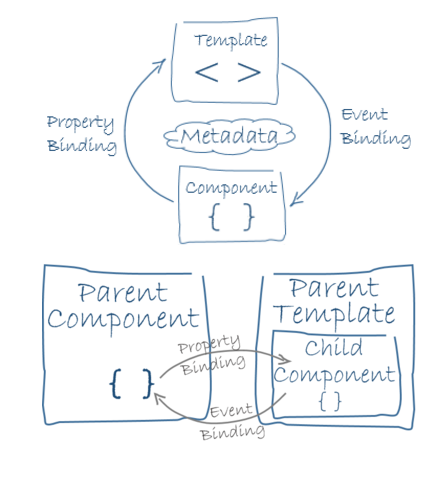 Template
< >
Property
Binding
Event
Binding
Metadata
Component
{ }
Parent
Component
{ }
Property
Binding
Event
Binding
Parent
Template
Child
Component
{ }